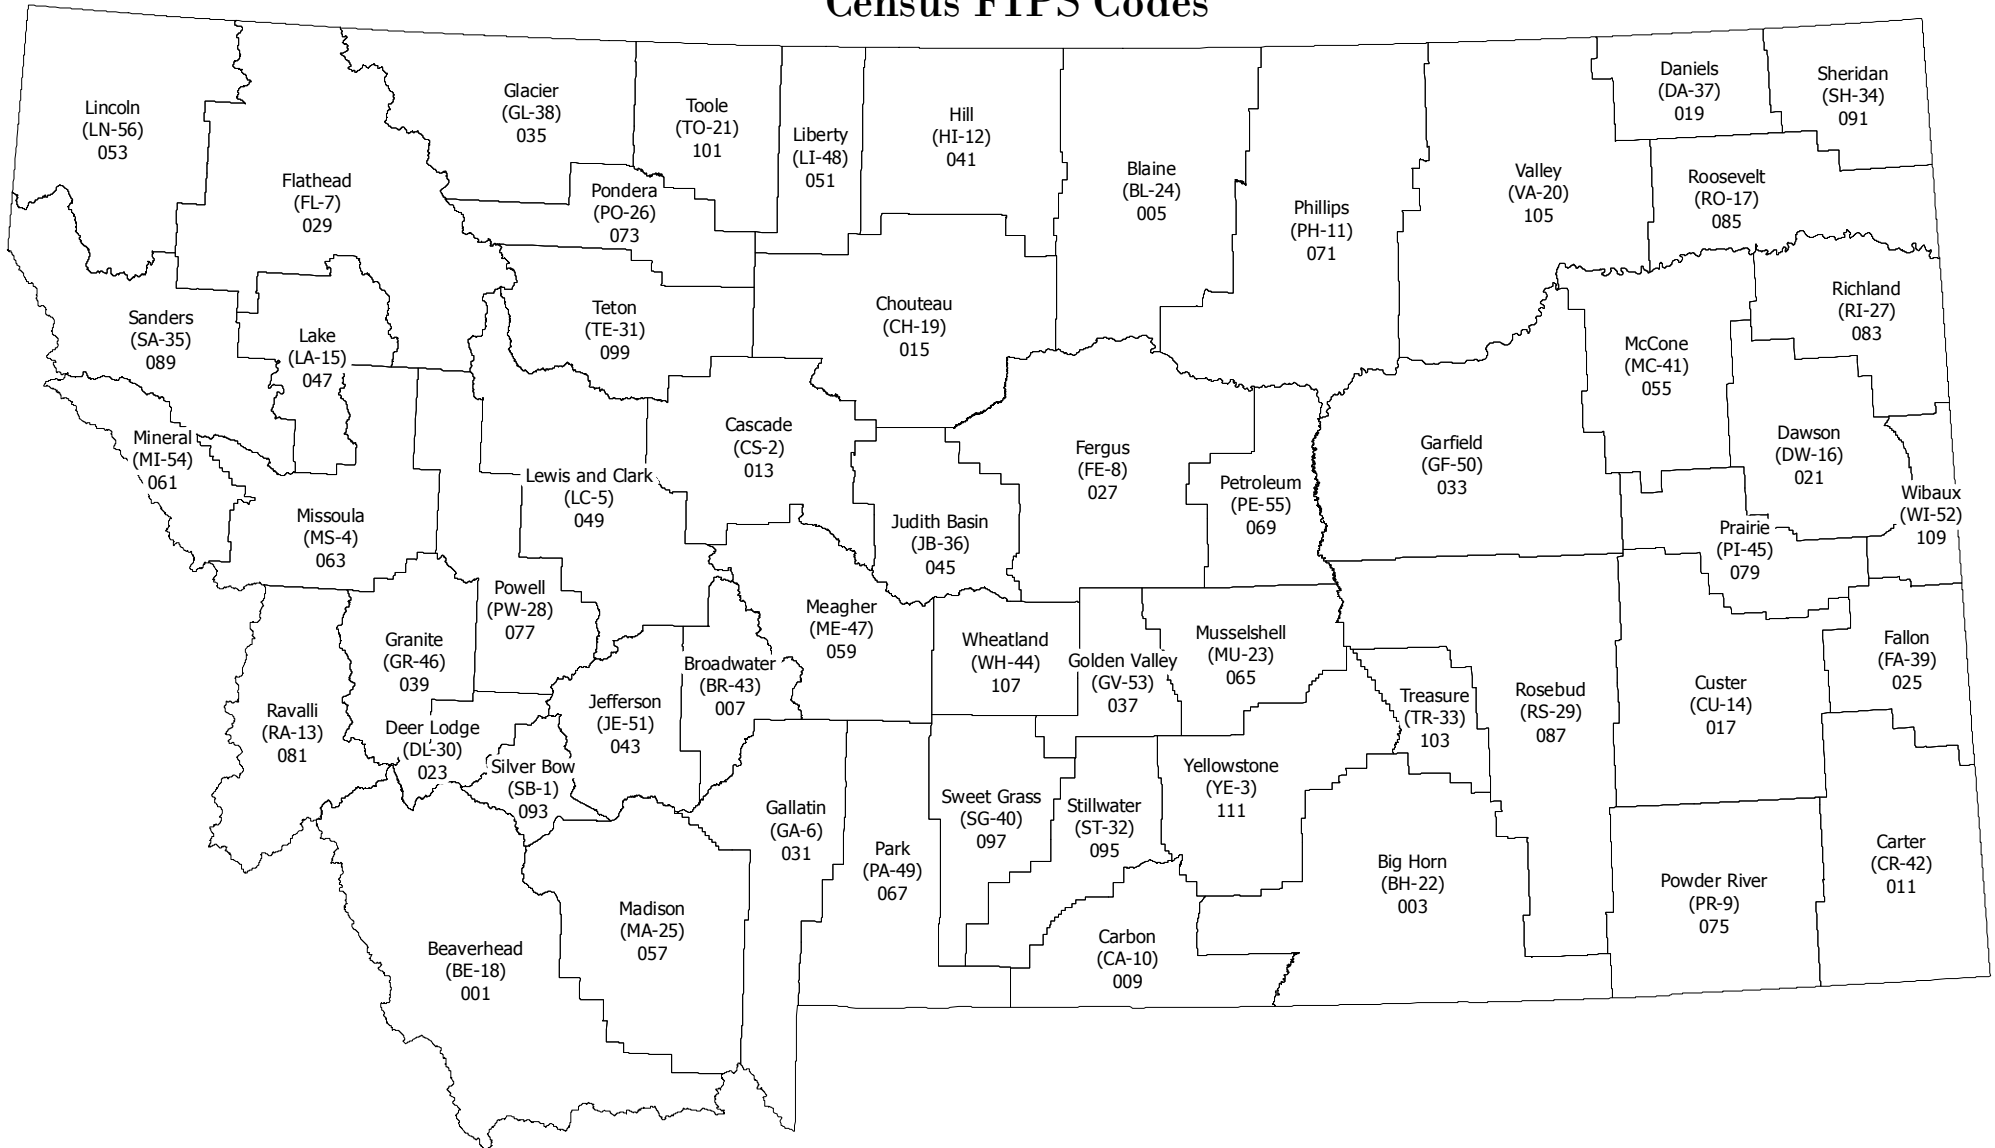 Census FIPS Codes
Lincoln
(LN-56)
053
Flathead
(FL-7)
029
Glacier
(GL-38)
035
Toole
(TO-21)
101
Liberty
(LI-48)
051
Hill
(HI-12)
041
Blaine
(BL-24)
005
Phillips
(PH-11)
071
Valley
(VA-20)
105
Daniels
(DA-37)
019
Sheridan
(SH-34)
091
Roosevelt
(RO-17)
085
Pondera
(PO-26)
073
Sanders
(SA-35)
089
Lake
(LA-15)
047
Teton
(TE-31)
099
Chouteau
(CH-19)
015
McCone
(MC-41)
055
Richland
(RI-27)
083
Mineral
(MI-54)
061
Missoula
(MS-4)
063
Lewis and Clark
(LC-5)
049
Cascade
(CS-2)
013
Judith Basin
(JB-36)
045
Fergus
(FE-8)
027
Petroleum
(PE-55)
069
Garfield
(GF-50)
033
Dawson
(DW-16)
021
Wibaux
(WI-52)
109
Prairie
(PI-45)
079
Powell
(PW-28)
077
Granite
(GR-46)
039
Ravalli
(RA-13)
081
Deer Lodge
(DL-30)
023
Silver Bow
(SB-1)
093
Jefferson
(JE-51)
043
Broadwater
(BR-43)
007
Meagher
(ME-47)
059
Wheatland
(WH-44)
107
Golden Valley
(GV-53)
037
Musselshell
(MU-23)
065
Treasure
(TR-33)
103
Rosebud
(RS-29)
087
Custer
(CU-14)
017
Fallon
(FA-39)
025
Beaverhead
(BE-18)
001
Madison
(MA-25)
057
Gallatin
(GA-6)
031
Park
(PA-49)
067
Sweet Grass
(SG-40)
097
Stillwater
(ST-32)
095
Yellowstone
(YE-3)
111
Carbon
(CA-10)
009
Big Horn
(BH-22)
003
Powder River
(PR-9)
075
Carter
(CR-42)
011